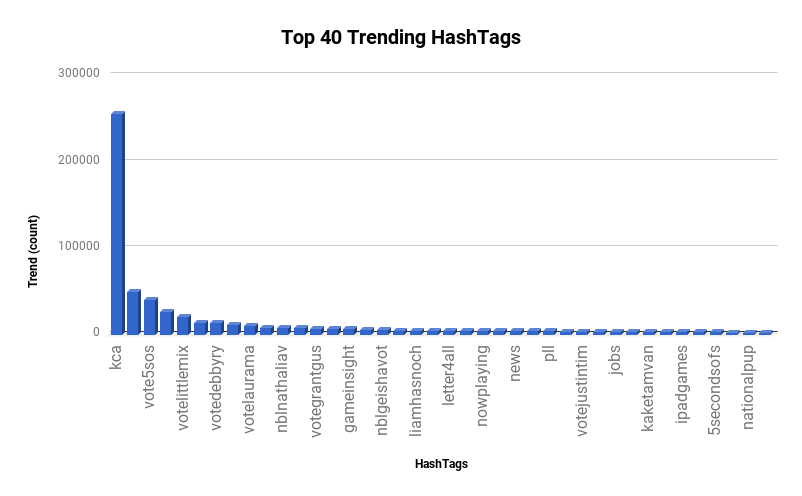 Top 40 Trending HashTags
300000
200000
100000
0
Trend (count)
kca
vote5sos
votelittlemix
votedebbyry
votelaurama
nblnathaliav
votegrantgus
gameinsight
nblgeishavot
liamhasnoch
letter4all
nowplaying
news
pll
votejustintim
jobs
kaketamvan
ipadgames
5secondsofs
nationalpup
HashTags